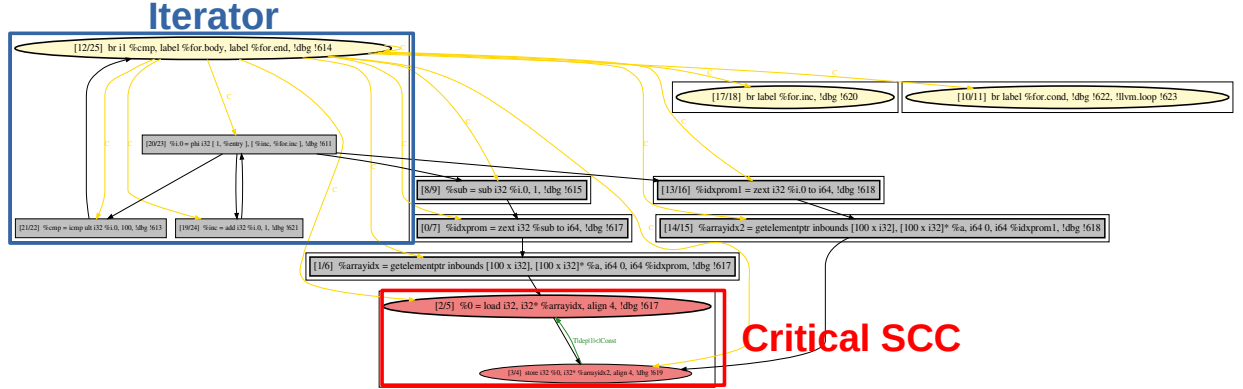 Iterator
[12/25] br i1 %cmp, label %for.body, label %for.end, !dbg !614
C
C
C
[17/18] br label %for.inc, !dbg !620
[10/11] br label %for.cond, !dbg !622, !llvm.loop !623
C
C
C
C
C
C
[20/23] %i.0 = phi i32 [ 1, %entry ], [ %inc, %for.inc ], !dbg !611
C
[8/9] %sub = sub i32 %i.0, 1, !dbg !615
[13/16] %idxprom1 = zext i32 %i.0 to i64, !dbg !618
[21/22] %cmp = icmp ult i32 %i.0, 100, !dbg !613
[19/24] %inc = add i32 %i.0, 1, !dbg !621
[0/7] %idxprom = zext i32 %sub to i64, !dbg !617
C
[14/15] %arrayidx2 = getelementptr inbounds [100 x i32], [100 x i32]* %a, i64 0, i64 %idxprom1, !dbg !618
[1/6] %arrayidx = getelementptr inbounds [100 x i32], [100 x i32]* %a, i64 0, i64 %idxprom, !dbg !617
[2/5] %0 = load i32, i32* %arrayidx, align 4, !dbg !617
Critical SCC
[3/4] store i32 %0, i32* %arrayidx2, align 4, !dbg !619